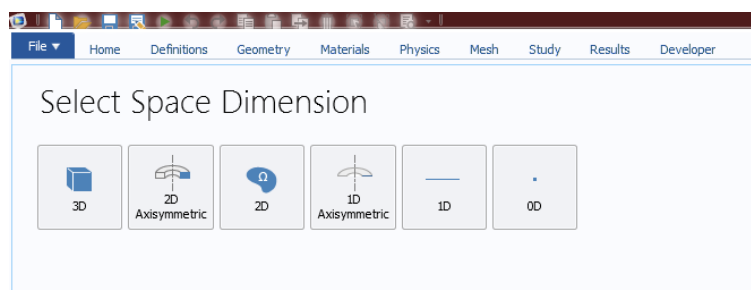 File Home Definitions Geometry Materials Physics Mesh Study Results Developer
Select Space Dimension
Ω
3D 2D Axisymmetric 2D 1D Axisymmetric 1D 0D